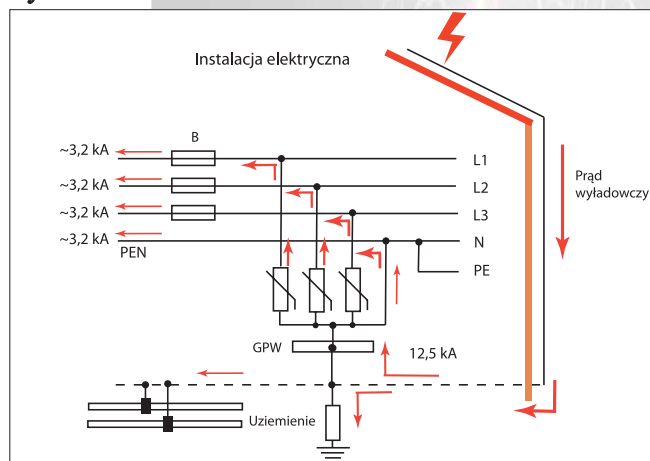 y
Instalacja elektryczna
B
~3,2 kA
L1
~3,2 kA
L2
Prąd
wyładowczy
~3,2 kA
L3
~3,2 kA
N
PEN
PE
GPW
12,5 kA
Uziemienie